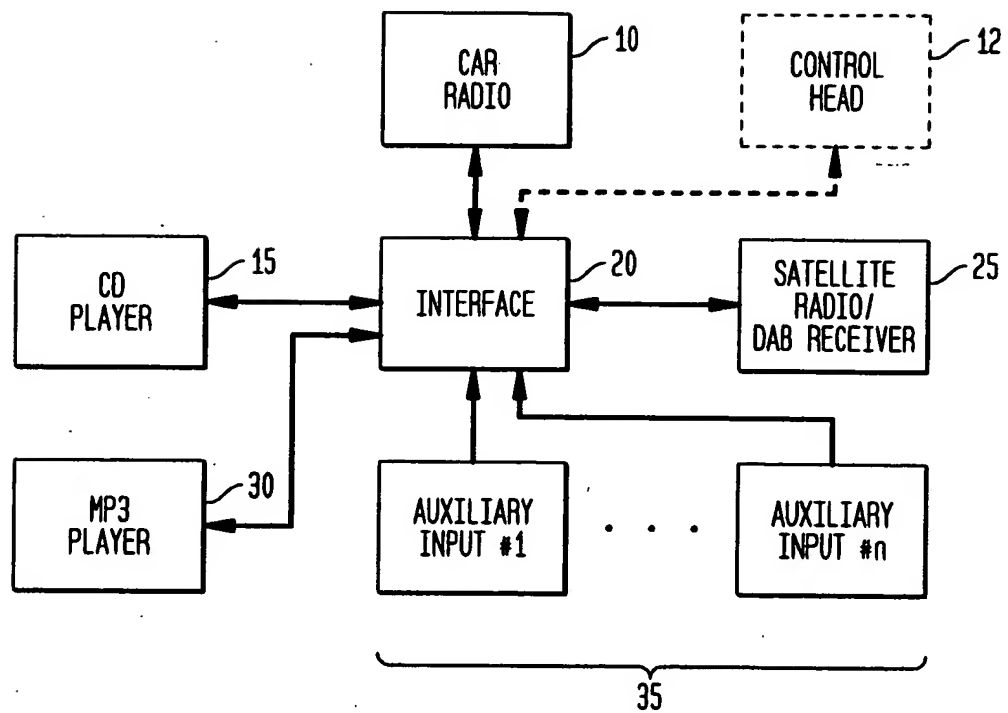 CAR
RADIO
10
CONTROL
HEAD
12
CD
PLAYER
15
INTERFACE
20
SATELLITE
RADIO/
DAB RECEIVER
25
MP3
PLAYER
30
AUXILIARY
INPUT #1
. . .
AUXILIARY
INPUT #n
35